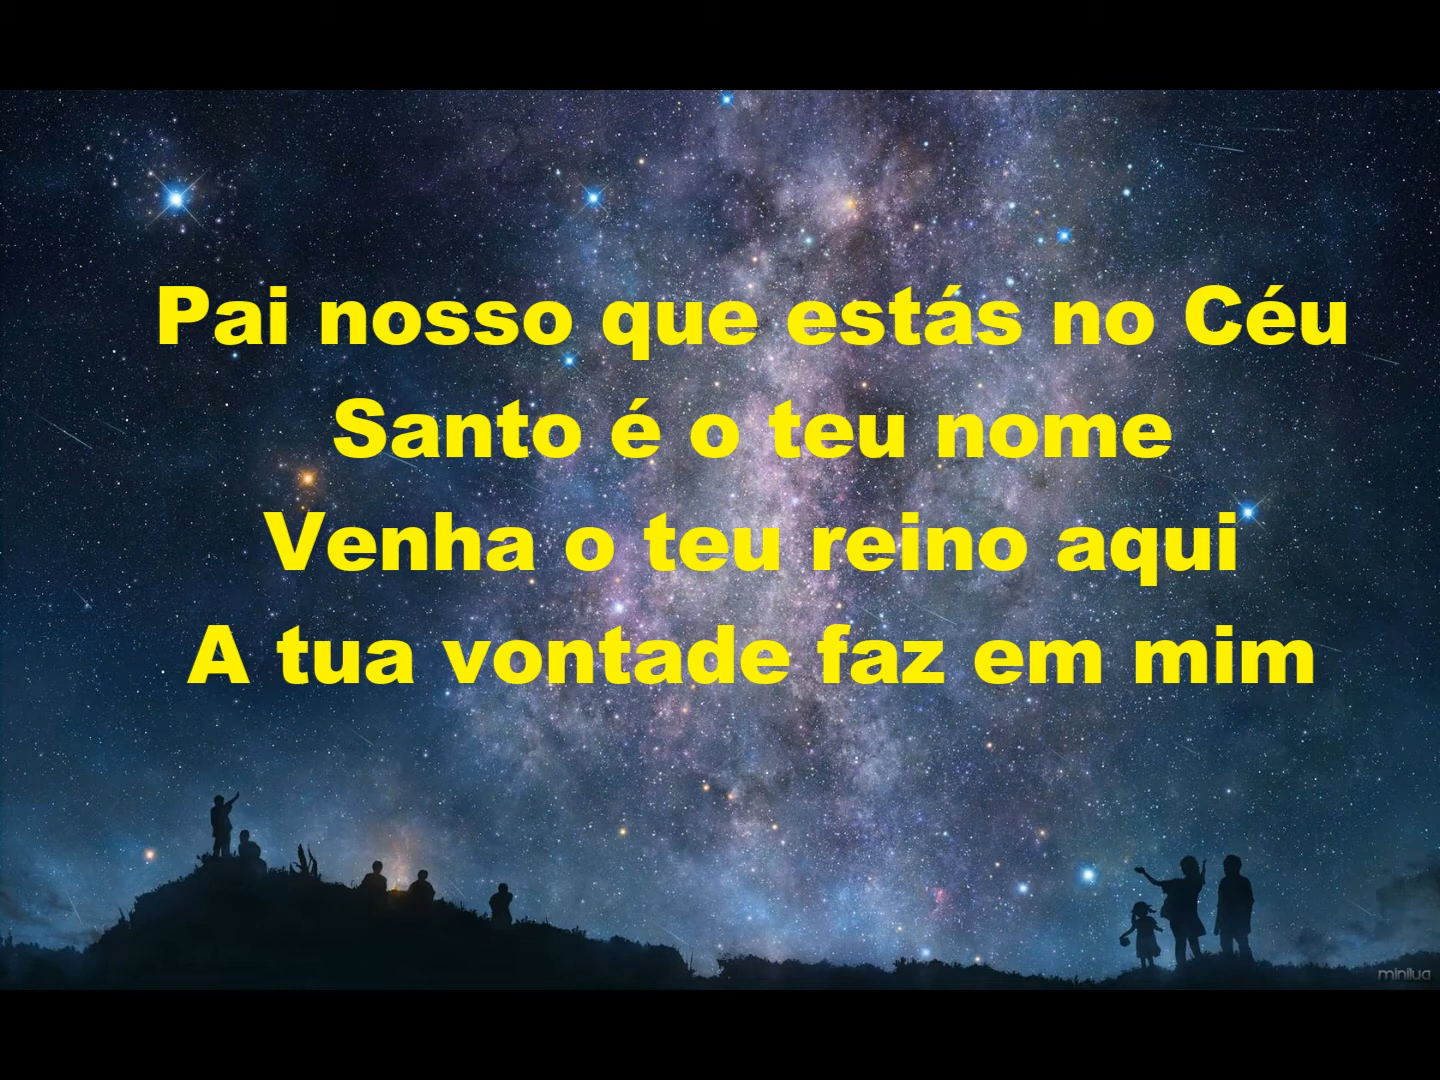 Pai nosso que estás no Céu
Santo é o teu nome
Venha o teu reino aqui
A tua vontade faz em mim
minilua